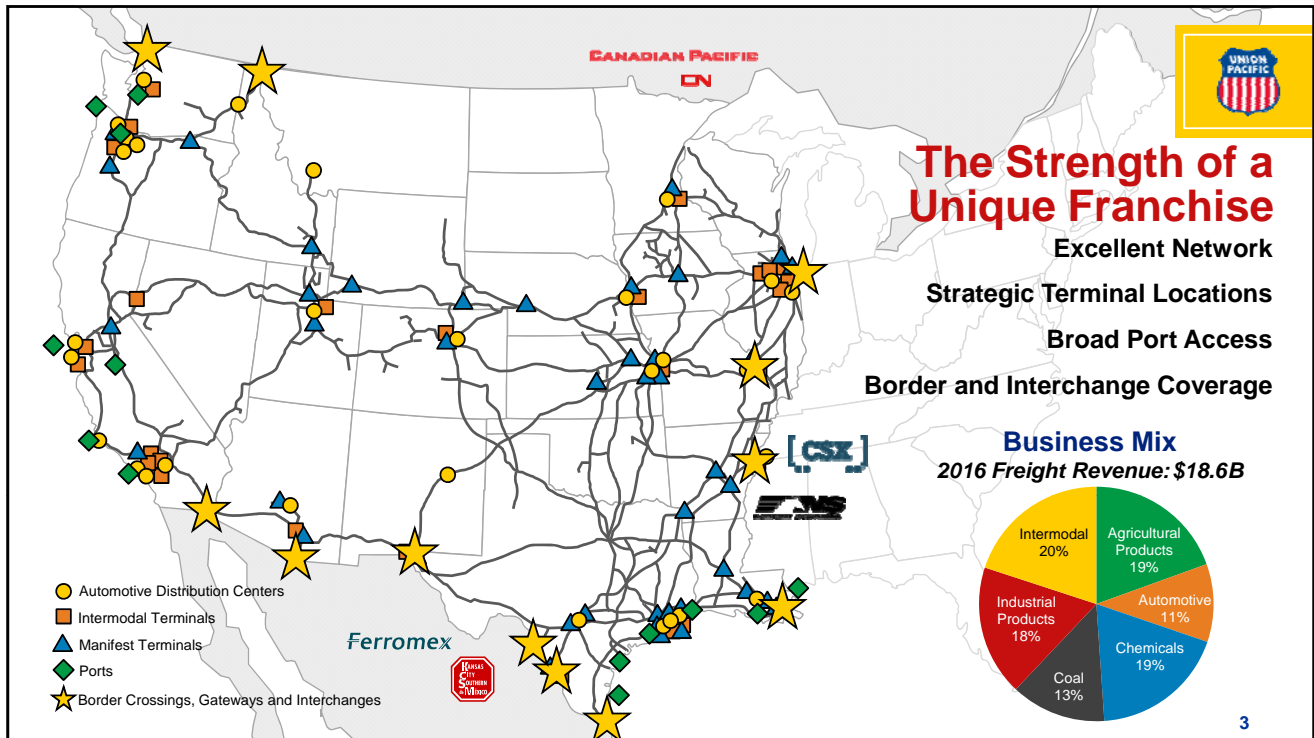 CANADIAN PACIFIC
CN
UNION
PACIFIC
The Strength of a
Unique Franchise
Excellent Network
Strategic Terminal Locations
Broad Port Access
Border and Interchange Coverage
Business Mix
2016 Freight Revenue: $18.6B
Intermodal
20%
Agricultural
Products
19%
Automotive
11%
Chemicals
19%
Coal
13%
Industrial
Products
18%
CSX
NS
Automotive Distribution Centers
Intermodal Terminals
Manifest Terminals
Ports
Border Crossings, Gateways and Interchanges
Ferromex
KANSAS
CITY
SOUTHERN
de MEXICO
3